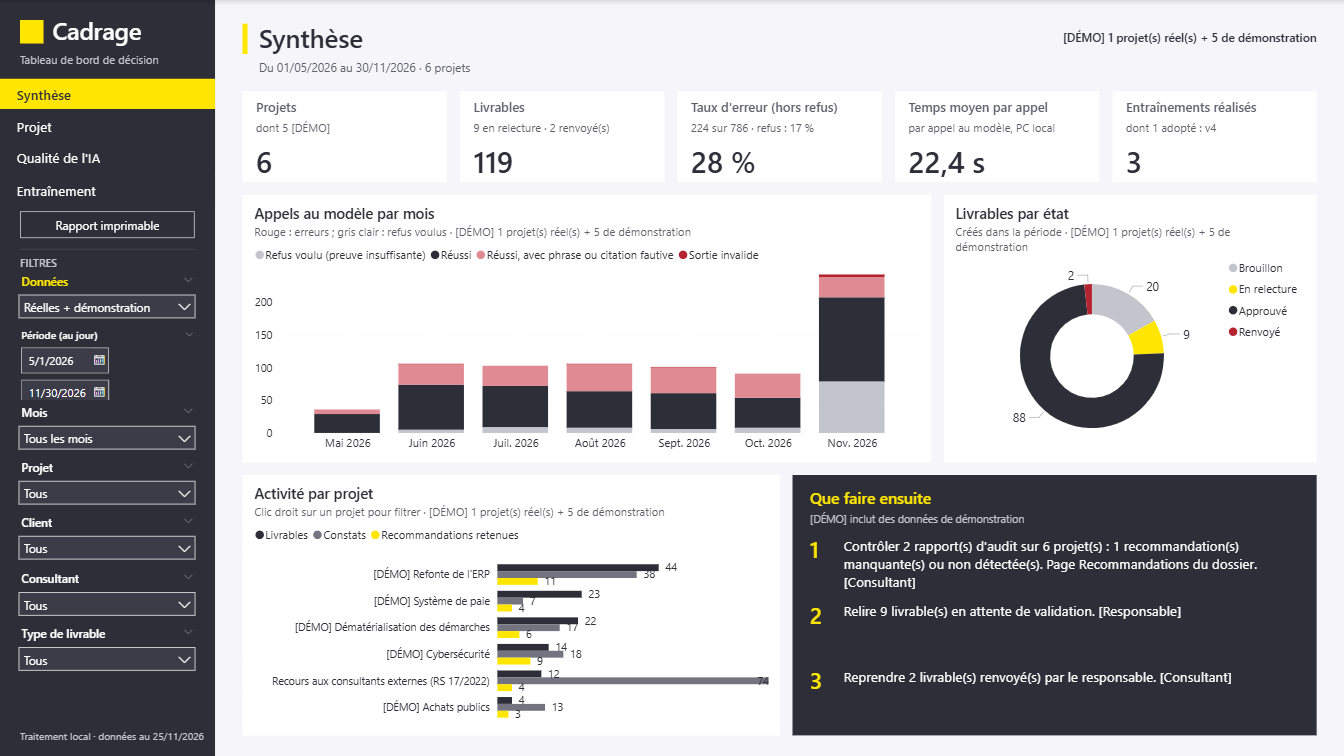 Cadrage
Tableau de bord de décision
Synthèse
Projet
Qualité de l'IA
Entraînement
Rapport imprimable
FILTRES
Données
Réelles + démonstration
Période (au jour)
5/1/2026
11/30/2026
Mois
Tous les mois
Projet
Tous
Client
Tous
Consultant
Tous
Type de livrable
Tous
Traitement local · données au 25/11/2026
Synthèse
[DÉMO] 1 projet(s) réel(s) + 5 de démonstration
Du 01/05/2026 au 30/11/2026 · 6 projets
Projets
dont 5 [DÉMO]
6
Livrables
9 en relecture · 2 renvoyé(s)
119
Taux d'erreur (hors refus)
224 sur 786 · refus : 17 %
28 %
Temps moyen par appel
par appel au modèle, PC local
22,4 s
Entraînements réalisés
dont 1 adopté : v4
3
Appels au modèle par mois
Rouge : erreurs ; gris clair : refus voulus · [DÉMO] 1 projet(s) réel(s) + 5 de démonstration
Refus voulu (preuve insuffisante) Réussi Réussi, avec phrase ou citation fautive Sortie invalide
200
150
100
50
0
Mai 2026 Juin 2026 Juil. 2026 Août 2026 Sept. 2026 Oct. 2026 Nov. 2026
Livrables par état
Créés dans la période · [DÉMO] 1 projet(s) réel(s) + 5 de
démonstration
Brouillon
En relecture
Approuvé
Renvoyé
2
20
9
88
Activité par projet
Clic droit sur un projet pour filtrer · [DÉMO] 1 projet(s) réel(s) + 5 de démonstration
Livrables Constats Recommandations retenues
[DÉMO] Refonte de l'ERP 44 38 11
[DÉMO] Système de paie 23 7 4
[DÉMO] Dématérialisation des démarches 22 17 6
[DÉMO] Cybersécurité 14 18 9
Recours aux consultants externes (RS 17/2022) 12 74 4
[DÉMO] Achats publics 4 13 3
Que faire ensuite
[DÉMO] inclut des données de démonstration
1 Contrôler 2 rapport(s) d'audit sur 6 projet(s) : 1 recommandation(s)
manquante(s) ou non détectée(s). Page Recommandations du dossier.
[Consultant]
2 Relire 9 livrable(s) en attente de validation. [Responsable]
3 Reprendre 2 livrable(s) renvoyé(s) par le responsable. [Consultant]